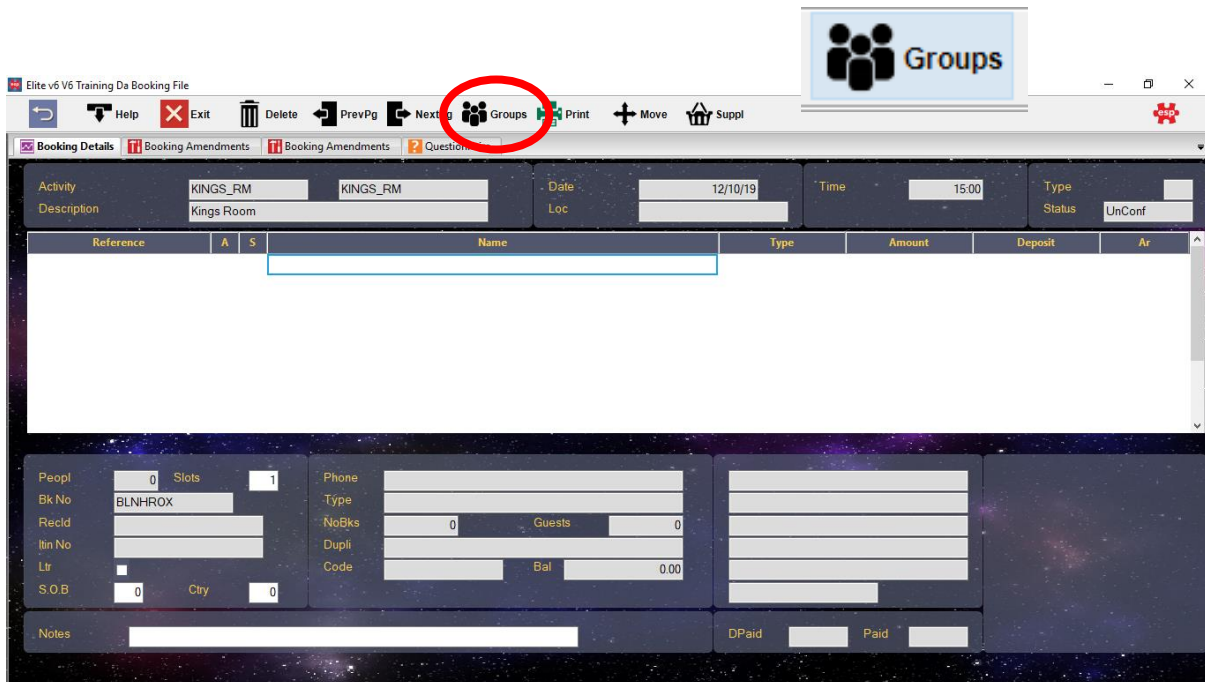 Groups
Elite v6 V6 Training Da Booking File
Help Exit Delete PrevPg Groups Print Move Suppl
esp
Booking Details Booking Amendments Booking Amendments
Activity KINGS_RM KINGS_RM Date 12/10/19 Time 15:00 Type
Description Kings Room Loc Status UnConf
Reference A S Name Type Amount Deposit Ar
Peopl 0 Slots 1 Phone
Bk No BLNHROX Type
RecId NoBks 0 Guests 0
Itin No Dupli
Ltr Code Bal 0.00
S.O.B 0 Ctry 0
Notes DPaid Paid